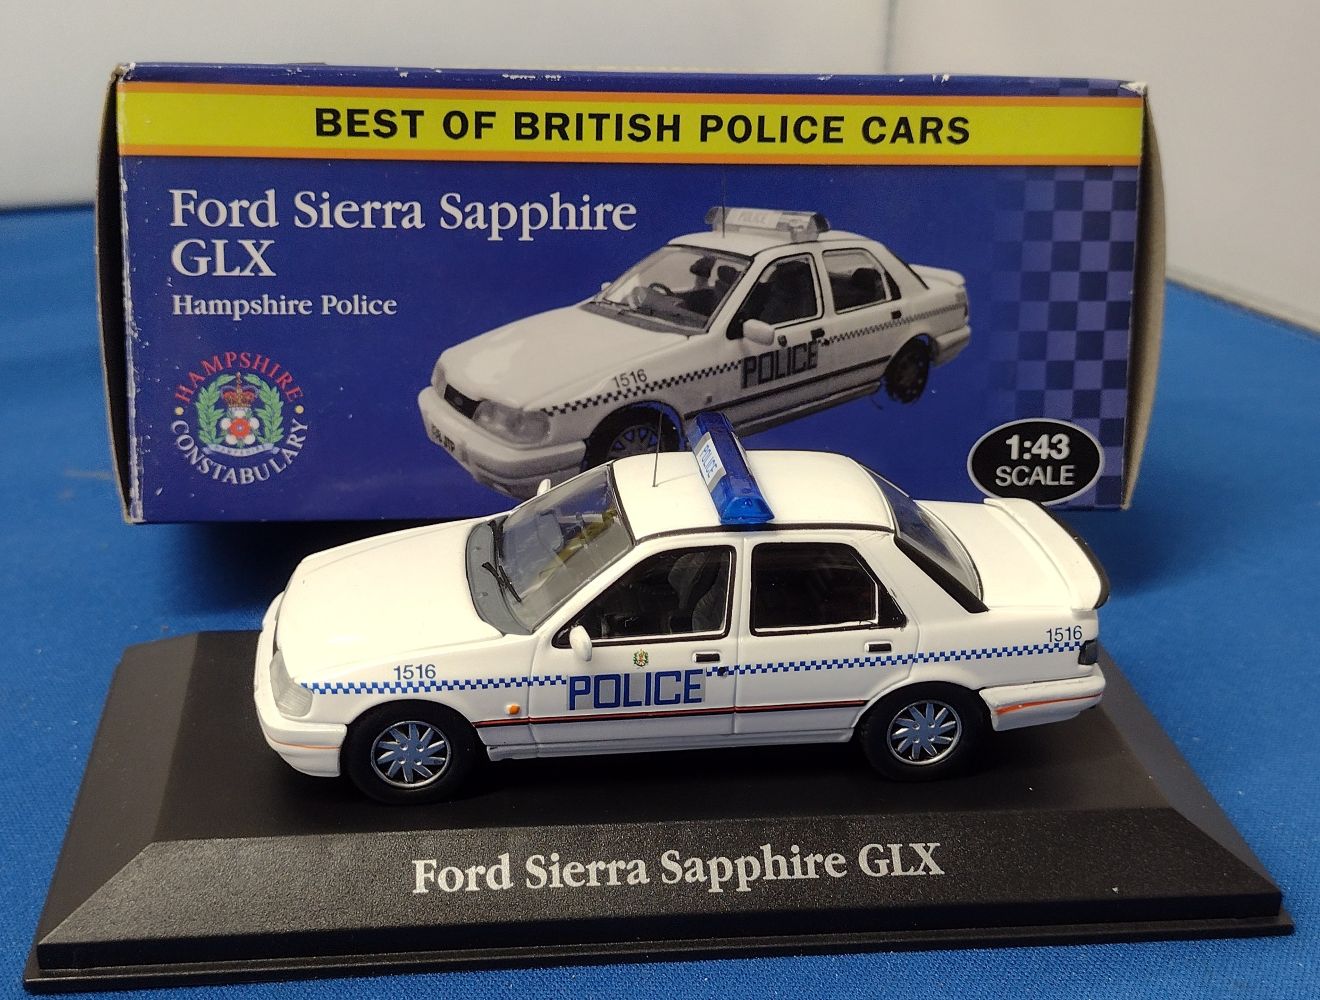 BEST OF BRITISH POLICE CARS
Ford Sierra Sapphire
GLX
Hampshire Police
HAMPSHIRE
CONSTABULARY
POLICE
1516
POLICE
1:43
SCALE
POLICE
1516
POLICE
1516
Ford Sierra Sapphire GLX